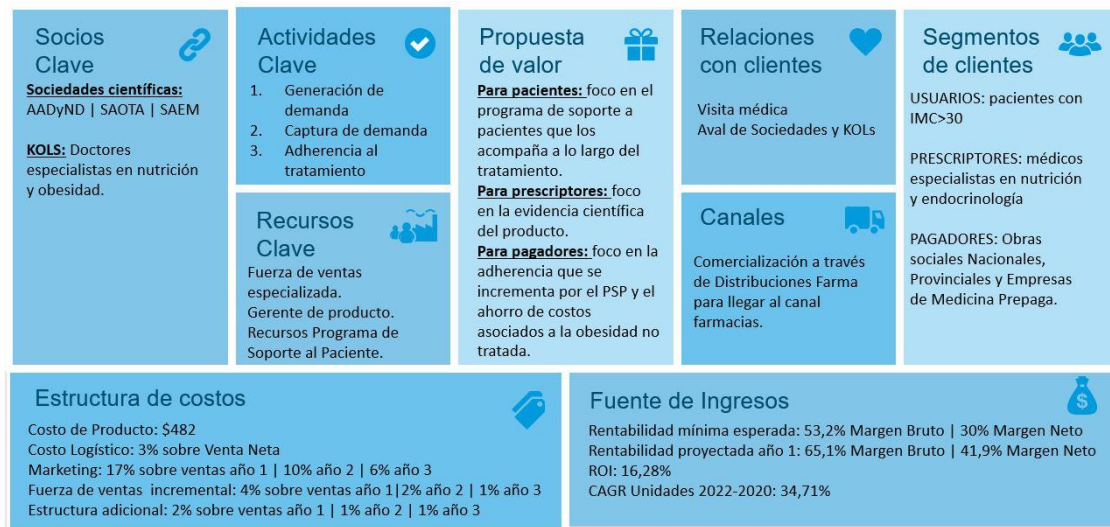 Socios
Clave
Sociedades científicas:
AADyND | SAOTA | SAEM
KOLS: Doctores
especialistas en nutrición
y obesidad.
Actividades
Clave
1. Generación de
demanda
2. Captura de demanda
3. Adherencia al
tratamiento
Recursos
Clave
Fuerza de ventas
especializada.
Gerente de producto.
Recursos Programa de
Soporte al Paciente.
Propuesta
de valor
Para pacientes: foco en el
programa de soporte a
pacientes que los
acompaña a lo largo del
tratamiento.
Para prescriptores: foco
en la evidencia científica
del producto.
Para pagadores: foco en la
adherencia que se
incrementa por el PSP y el
ahorro de costos
asociados a la obesidad no
tratada.
Relaciones
con clientes
Visita médica
Aval de Sociedades y KOLs
Canales
Comercialización a través
de Distribuciones Farma
para llegar al canal
farmacias.
Segmentos
de clientes
USUARIOS: pacientes con
IMC>30
PRESCRIPTORES: médicos
especialistas en nutrición
y endocrinología
PAGADORES: Obras
sociales Nacionales,
Provinciales y Empresas
de Medicina Prepaga.
Estructura de costos
Costo de Producto: $482
Costo Logístico: 3% sobre Venta Neta
Marketing: 17% sobre ventas año 1 | 10% año 2 | 6% año 3
Fuerza de ventas incremental: 4% sobre ventas año 1|2% año 2 | 1% año 3
Estructura adicional: 2% sobre ventas año 1 | 1% año 2 | 1% año 3
Fuente de Ingresos
$
Rentabilidad mínima esperada: 53,2% Margen Bruto | 30% Margen Neto
Rentabilidad proyectada año 1: 65,1% Margen Bruto | 41,9% Margen Neto
ROI: 16,28%
CAGR Unidades 2022-2020: 34,71%